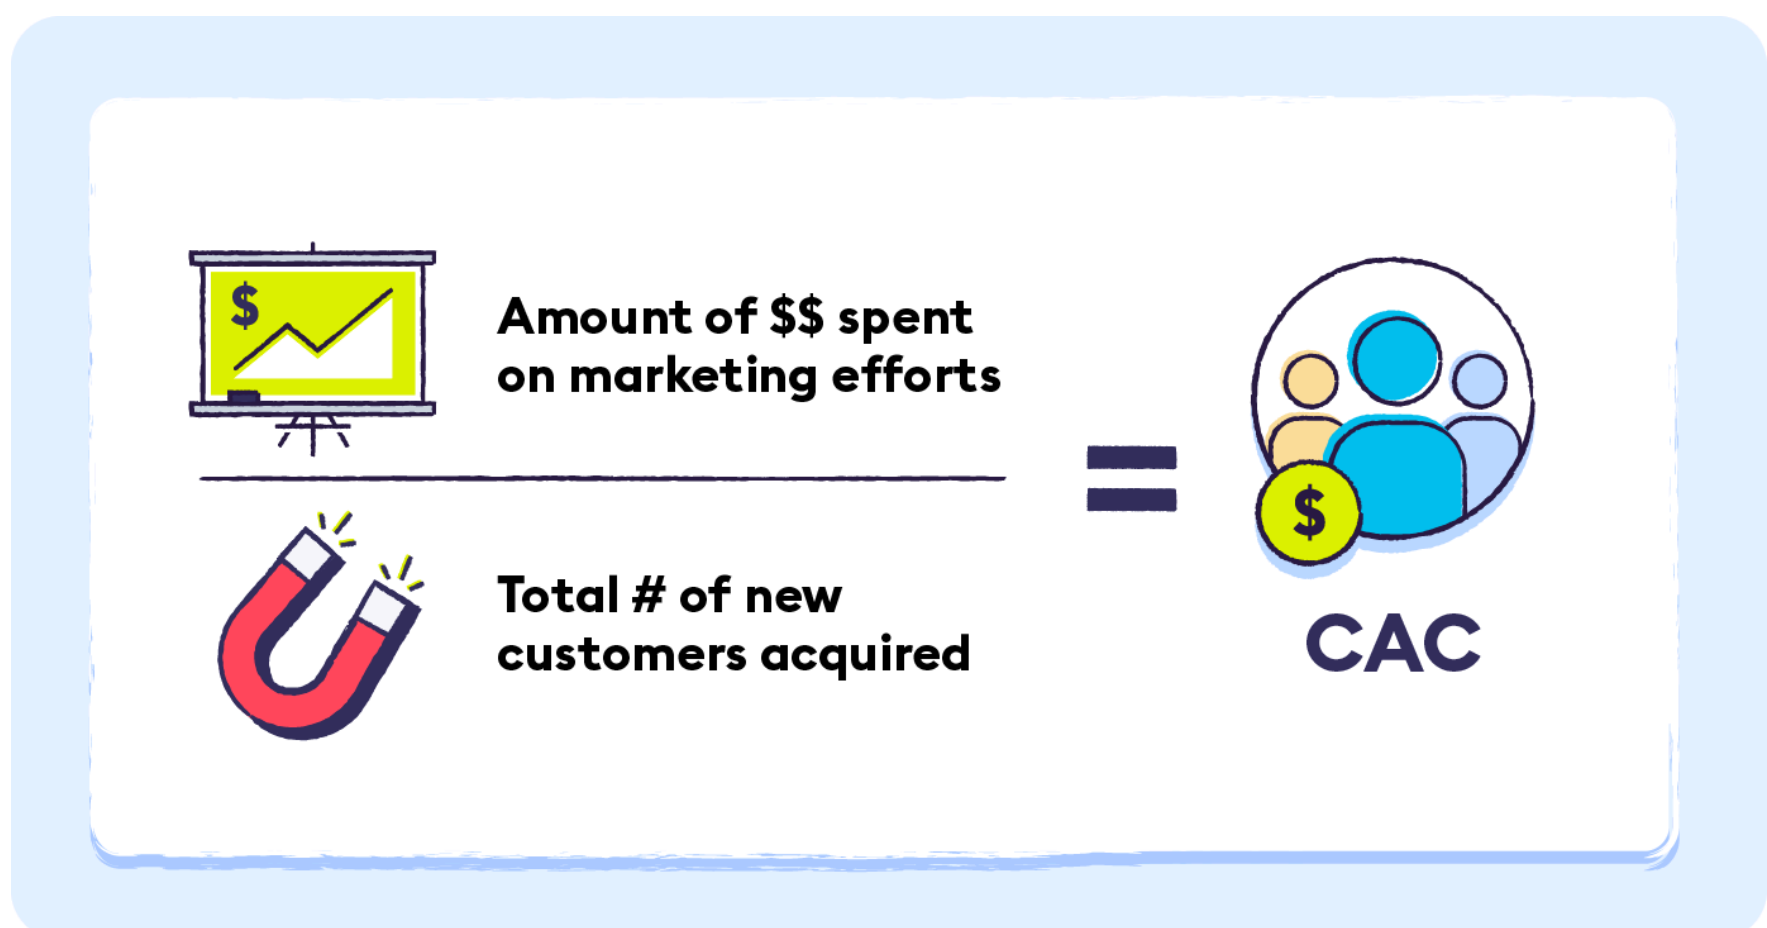 $
Amount of $$ spent
on marketing efforts
=
Total # of new
customers acquired
$
CAC